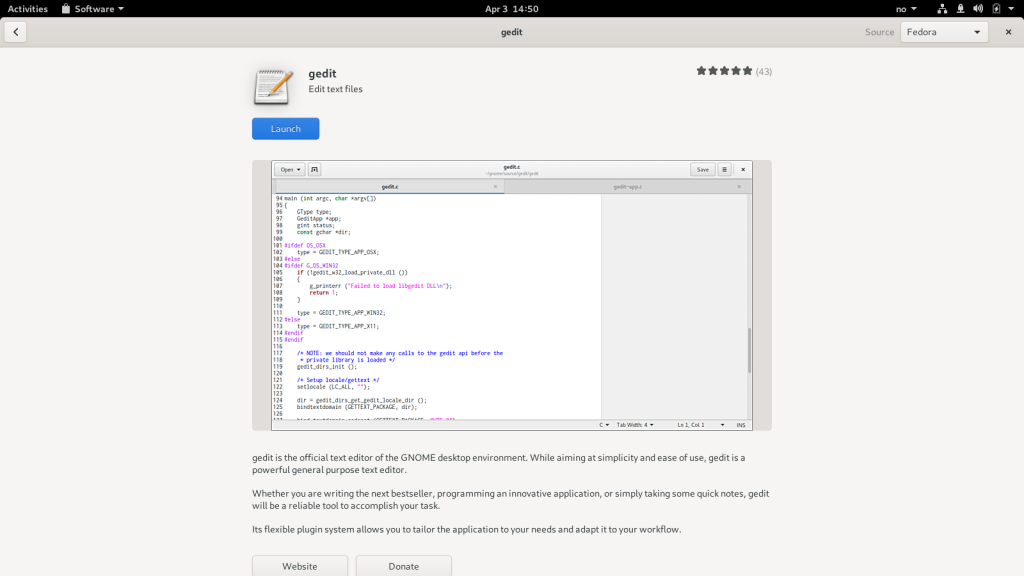 Activities Software Apr 3 14:50 no
gedit Source Fedora
gedit (43)
Edit text files
Launch
Open gedit.c Save
gedit.c gedit-app.c
94 main (int argc, char *argv[])
95 {
96 GType type;
97 GeditApp *app;
98 gint status;
99 const gchar *dir;
100
101 #ifdef OS_OSX
102 type = GEDIT_TYPE_APP_OSX;
103 #else
104 #ifdef G_OS_WIN32
105 if (!gedit_w32_load_private_dll ())
106 {
107 g_printerr ("Failed to load libgedit DLL\n");
108 return 1;
109 }
110
111 type = GEDIT_TYPE_APP_WIN32;
112 #else
113 type = GEDIT_TYPE_APP_X11;
114 #endif
115 #endif
116
117 /* NOTE: we should not make any calls to the gedit api before the
118 * private library is loaded */
119 gedit_dirs_init ();
120
121 /* Setup locale/gettext */
122 setlocale (LC_ALL, "");
123
124 dir = gedit_dirs_get_gedit_locale_dir ();
125 bindtextdomain (GETTEXT_PACKAGE, dir);
126
C Tab Width: 4 Ln 1, Col 1 INS
gedit is the official text editor of the GNOME desktop environment. While aiming at simplicity and ease of use, gedit is a
powerful general purpose text editor.
Whether you are writing the next bestseller, programming an innovative application, or simply taking some quick notes, gedit
will be a reliable tool to accomplish your task.
Its flexible plugin system allows you to tailor the application to your needs and adapt it to your workflow.
Website Donate